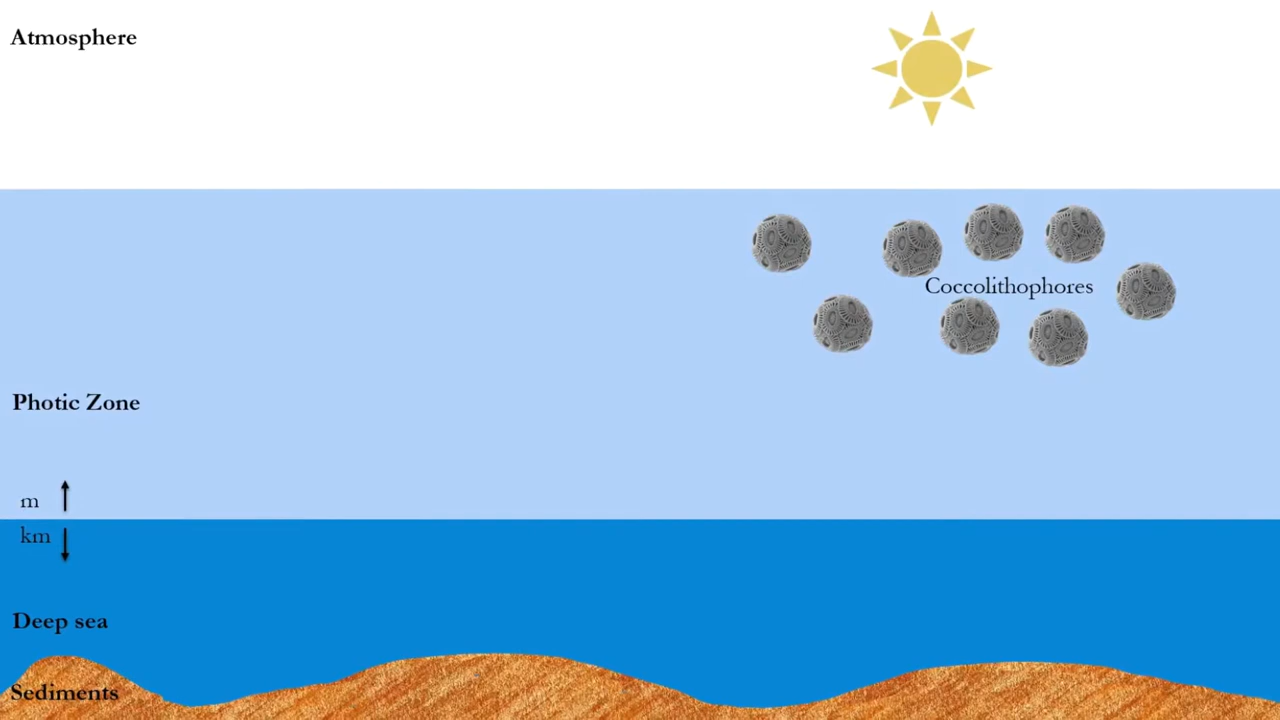 Atmosphere
Coccolithophores
Photic Zone
m
km
Deep sea
Sediments